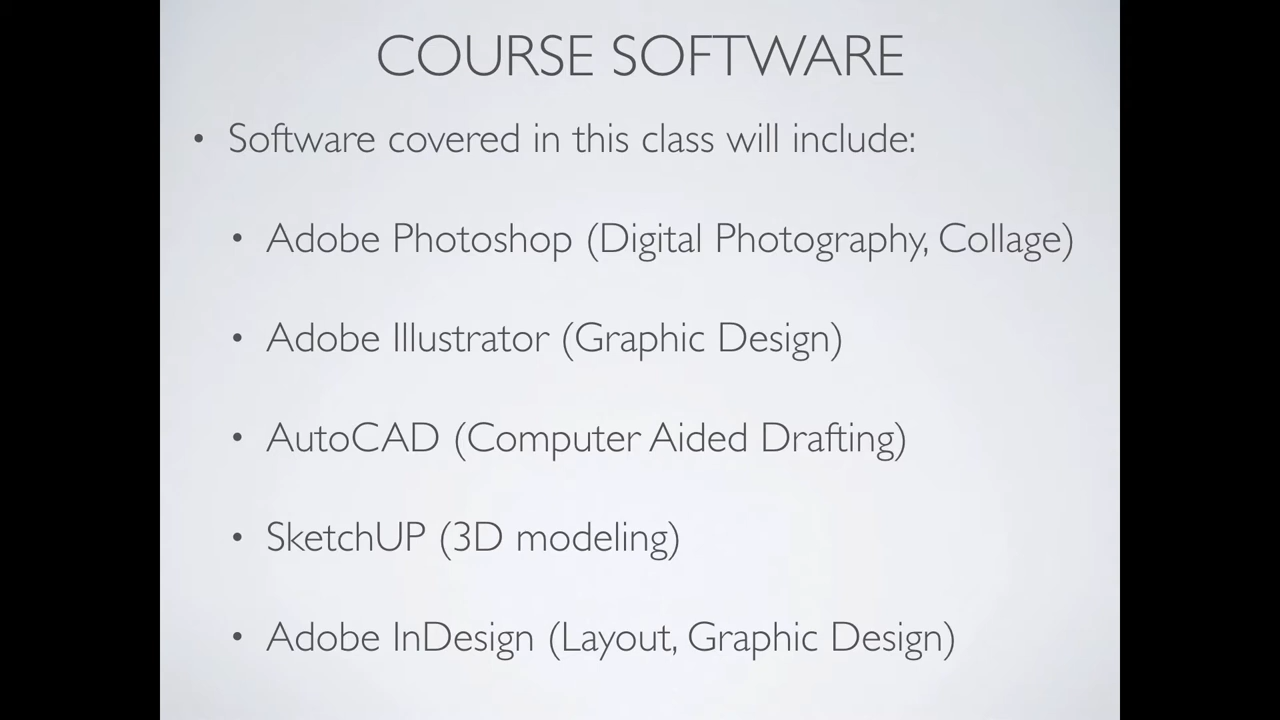 COURSE SOFTWARE
• Software covered in this class will include:
• Adobe Photoshop (Digital Photography, Collage)
• Adobe Illustrator (Graphic Design)
• AutoCAD (Computer Aided Drafting)
• SketchUP (3D modeling)
• Adobe InDesign (Layout, Graphic Design)